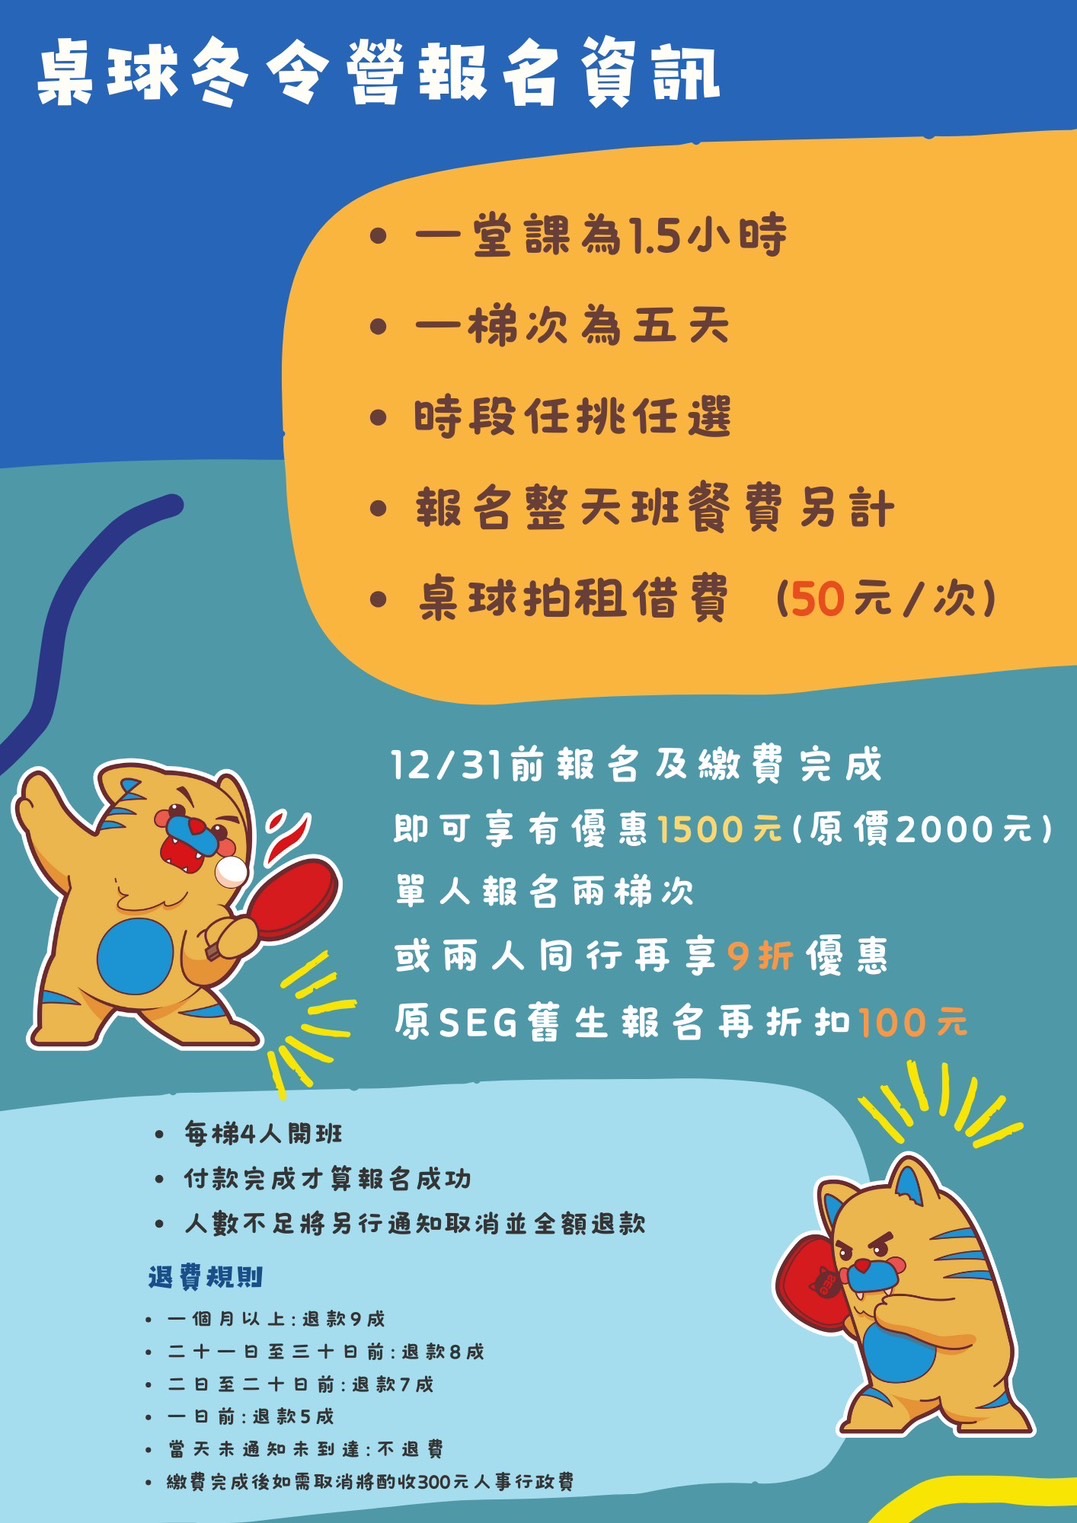 桌球冬令營報名資訊
一堂課為1.5小時
一梯次為五天
時段任挑任選
報名整天班餐費另計
桌球拍租借費 (50元/次)
12/31前報名及繳費完成
即可享有優惠1500元(原價2000元)
單人報名兩梯次
或兩人同行再享9折優惠
原SEG舊生報名再折扣100元
每梯4人開班
付款完成才算報名成功
人數不足將另行通知取消並全額退款
退費規則
一個月以上:退款9成
二十一日至三十日前:退款8成
二日至二十日前:退款7成
一日前:退款5成
當天未通知未到達:不退費
繳費完成後如需取消將酌收300元人事行政費